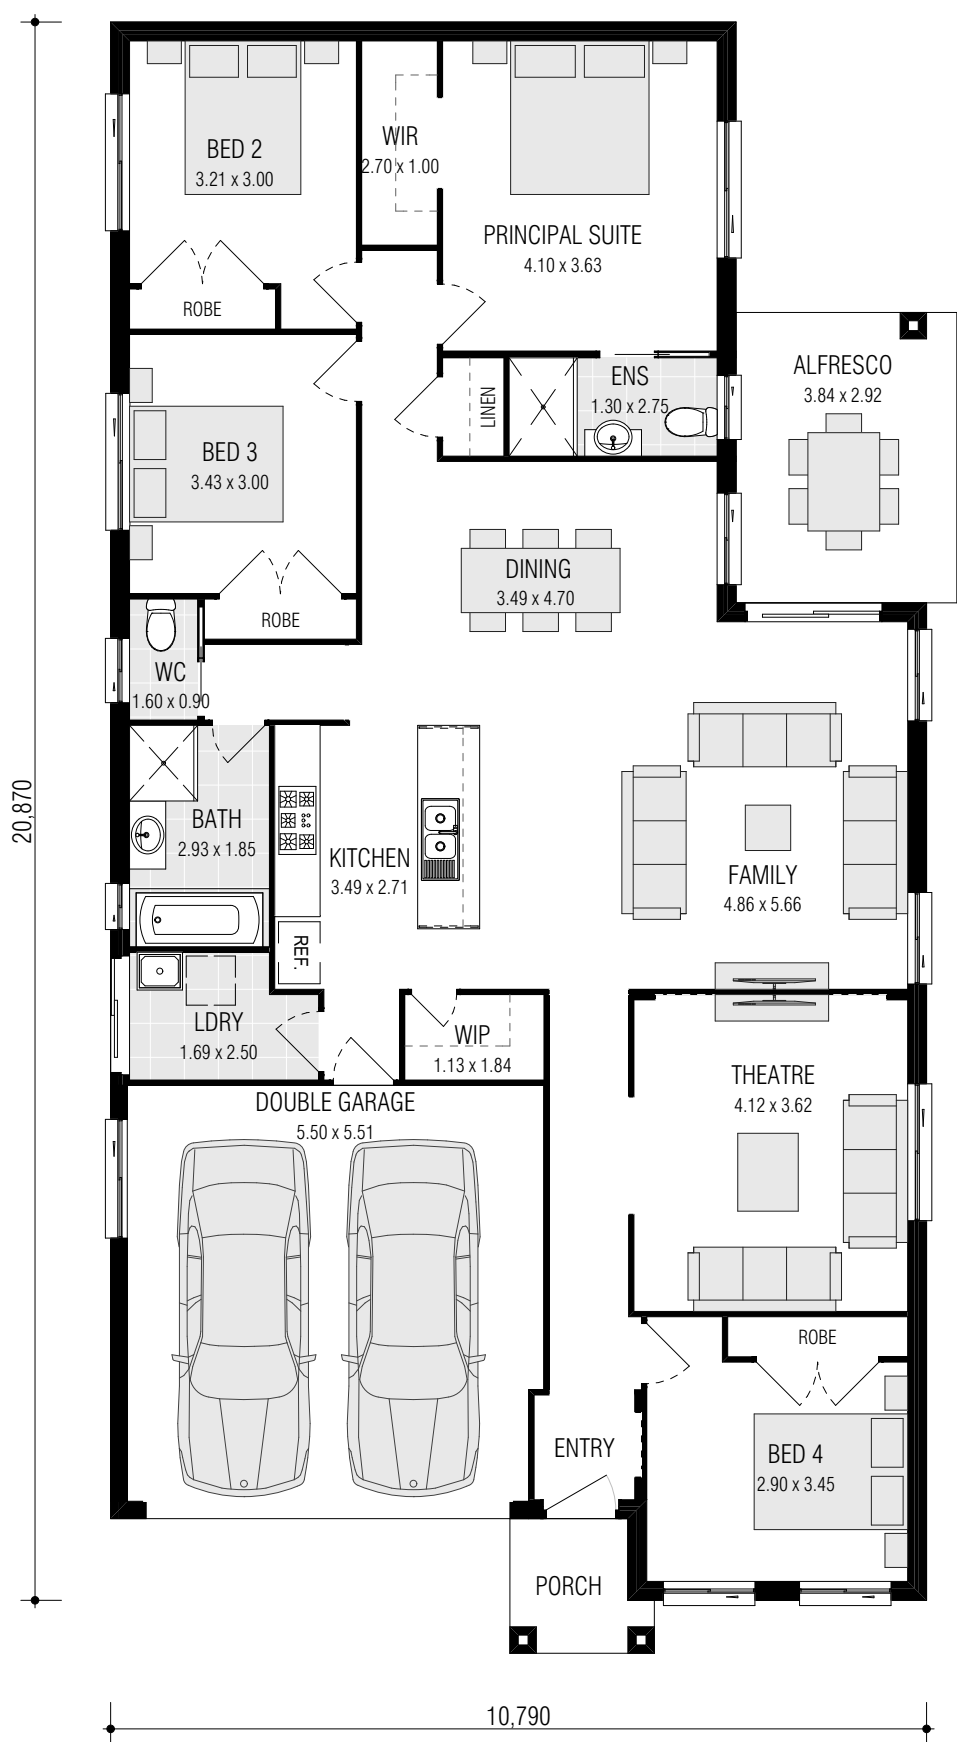 BED 2
3.21 x 3.00
WIR
2.70 x 1.00
PRINCIPAL SUITE
4.10 x 3.63
ROBE
ALFRESCO
3.84 x 2.92
ENS
1.30 x 2.75
LINEN
BED 3
3.43 x 3.00
DINING
3.49 x 4.70
ROBE
WC
1.60 x 0.90
20,870
BATH
2.93 x 1.85
KITCHEN
3.49 x 2.71
FAMILY
4.86 x 5.66
REF.
LDRY
1.69 x 2.50
WIP
1.13 x 1.84
THEATRE
4.12 x 3.62
DOUBLE GARAGE
5.50 x 5.51
ROBE
ENTRY
BED 4
2.90 x 3.45
PORCH
10,790